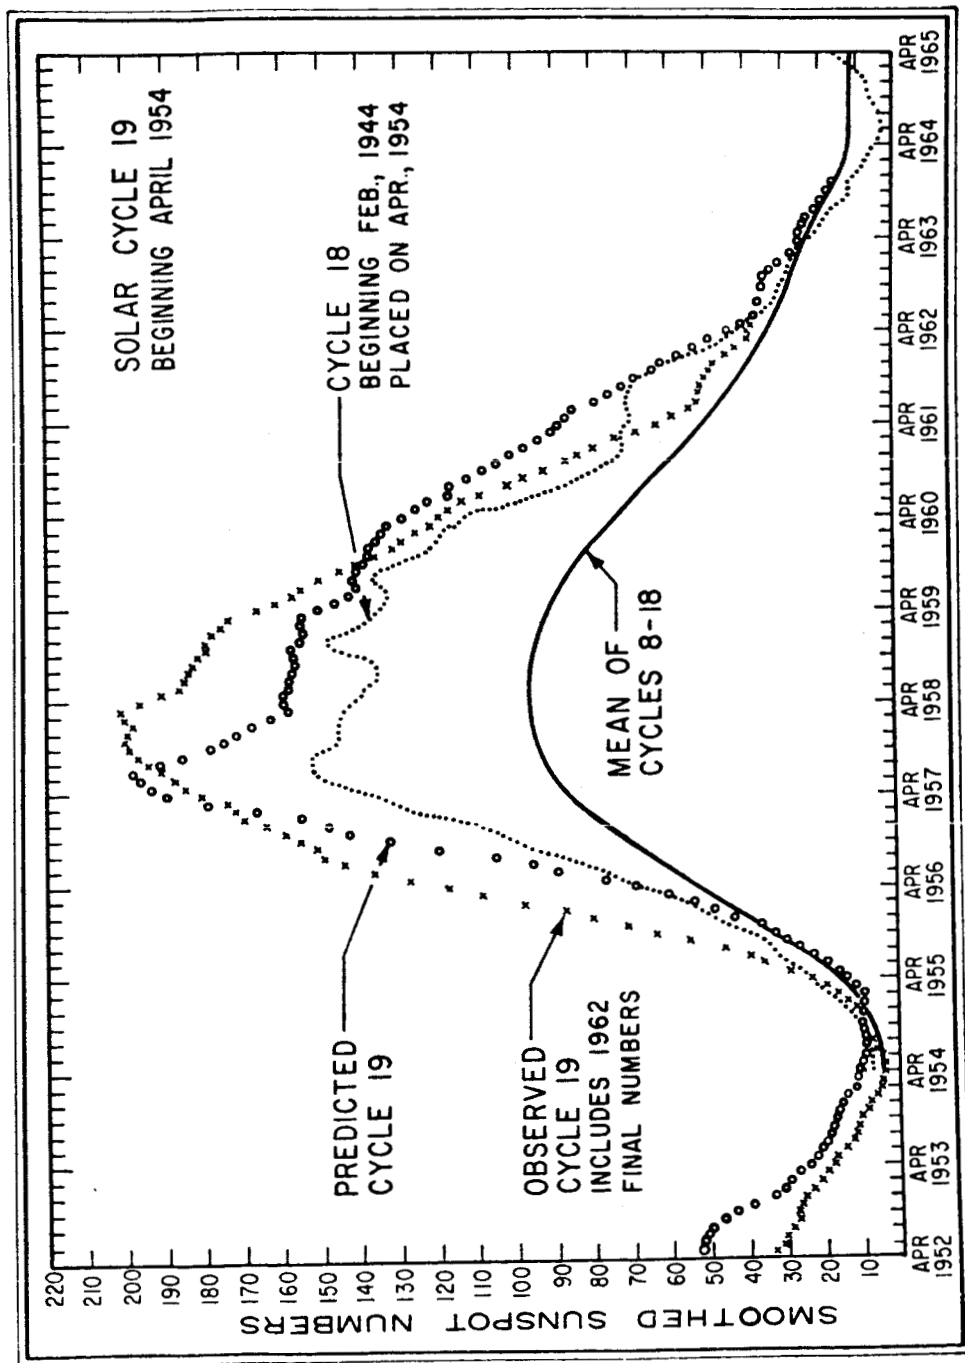 SOLAR CYCLE 19
BEGINNING APRIL 1954
CYCLE 18
BEGINNING FEB., 1944
PLACED ON APR., 1954
PREDICTED
CYCLE 19
OBSERVED
CYCLE 19
INCLUDES 1962
FINAL NUMBERS
MEAN OF
CYCLES 8-18
SMOOTHED SUNSPOT NUMBERS
220
210
200
190
180
170
160
150
140
130
120
110
100
90
80
70
60
50
40
30
20
10
APR
1952
APR
1953
APR
1954
APR
1955
APR
1956
APR
1957
APR
1958
APR
1959
APR
1960
APR
1961
APR
1962
APR
1963
APR
1964
APR
1965